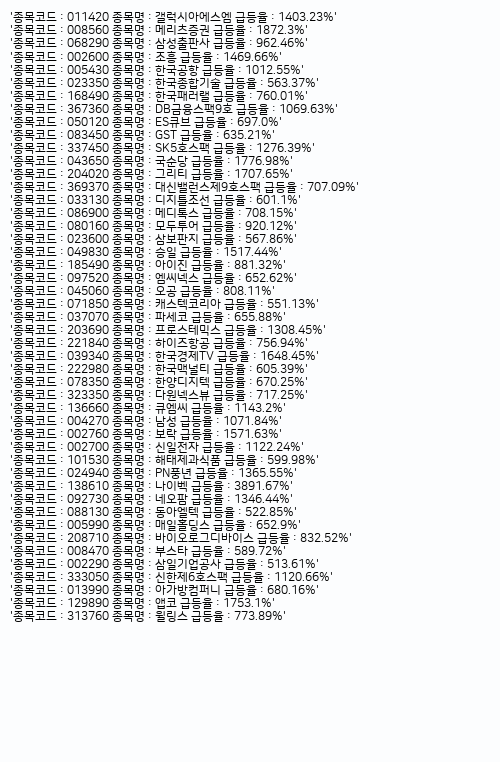 '종목코드 : 011420 종목명 : 갤럭시아에스엠 급등율 : 1403.23%'
'종목코드 : 008560 종목명 : 메리츠증권 급등율 : 1872.3%'
'종목코드 : 068290 종목명 : 삼성출판사 급등율 : 962.46%'
'종목코드 : 002600 종목명 : 조흥 급등율 : 1469.66%'
'종목코드 : 005430 종목명 : 한국공항 급등율 : 1012.55%'
'종목코드 : 023350 종목명 : 한국종합기술 급등율 : 563.37%'
'종목코드 : 168490 종목명 : 한국패러랠 급등율 : 760.01%'
'종목코드 : 367360 종목명 : DB금융스팩9호 급등율 : 1069.63%'
'종목코드 : 050120 종목명 : ES큐브 급등율 : 697.0%'
'종목코드 : 083450 종목명 : GST 급등율 : 635.21%'
'종목코드 : 337450 종목명 : SK5호스팩 급등율 : 1276.39%'
'종목코드 : 043650 종목명 : 국순당 급등율 : 1776.98%'
'종목코드 : 204020 종목명 : 그리티 급등율 : 1707.65%'
'종목코드 : 369370 종목명 : 대신밸런스제9호스팩 급등율 : 707.09%'
'종목코드 : 033130 종목명 : 디지틀조선 급등율 : 601.1%'
'종목코드 : 086900 종목명 : 메디톡스 급등율 : 708.15%'
'종목코드 : 080160 종목명 : 모두투어 급등율 : 920.12%'
'종목코드 : 023600 종목명 : 삼보판지 급등율 : 567.86%'
'종목코드 : 049830 종목명 : 승일 급등율 : 1517.44%'
'종목코드 : 185490 종목명 : 아이진 급등율 : 881.32%'
'종목코드 : 097520 종목명 : 엠씨넥스 급등율 : 652.62%'
'종목코드 : 045060 종목명 : 오공 급등율 : 808.11%'
'종목코드 : 071850 종목명 : 캐스텍코리아 급등율 : 551.13%'
'종목코드 : 037070 종목명 : 파세코 급등율 : 655.88%'
'종목코드 : 203690 종목명 : 프로스테믹스 급등율 : 1308.45%'
'종목코드 : 221840 종목명 : 하이즈항공 급등율 : 756.94%'
'종목코드 : 039340 종목명 : 한국경제TV 급등율 : 1648.45%'
'종목코드 : 222980 종목명 : 한국맥널티 급등율 : 605.39%'
'종목코드 : 078350 종목명 : 한양디지텍 급등율 : 670.25%'
'종목코드 : 323350 종목명 : 다원넥스뷰 급등율 : 717.25%'
'종목코드 : 136660 종목명 : 큐엠씨 급등율 : 1143.2%'
'종목코드 : 004270 종목명 : 남성 급등율 : 1071.84%'
'종목코드 : 002760 종목명 : 보락 급등율 : 1571.63%'
'종목코드 : 002700 종목명 : 신일전자 급등율 : 1122.24%'
'종목코드 : 101530 종목명 : 해태제과식품 급등율 : 599.98%'
'종목코드 : 024940 종목명 : PN풍년 급등율 : 1365.55%'
'종목코드 : 138610 종목명 : 나이벡 급등율 : 3891.67%'
'종목코드 : 092730 종목명 : 네오팜 급등율 : 1346.44%'
'종목코드 : 088130 종목명 : 동아엘텍 급등율 : 522.85%'
'종목코드 : 005990 종목명 : 매일홀딩스 급등율 : 652.9%'
'종목코드 : 208710 종목명 : 바이오로그디바이스 급등율 : 832.52%'
'종목코드 : 008470 종목명 : 부스타 급등율 : 589.72%'
'종목코드 : 002290 종목명 : 삼일기업공사 급등율 : 513.61%'
'종목코드 : 333050 종목명 : 신한제6호스팩 급등율 : 1120.66%'
'종목코드 : 013990 종목명 : 아가방컴퍼니 급등율 : 680.16%'
'종목코드 : 129890 종목명 : 앱코 급등율 : 1753.1%'
'종목코드 : 313760 종목명 : 윌링스 급등율 : 773.89%'